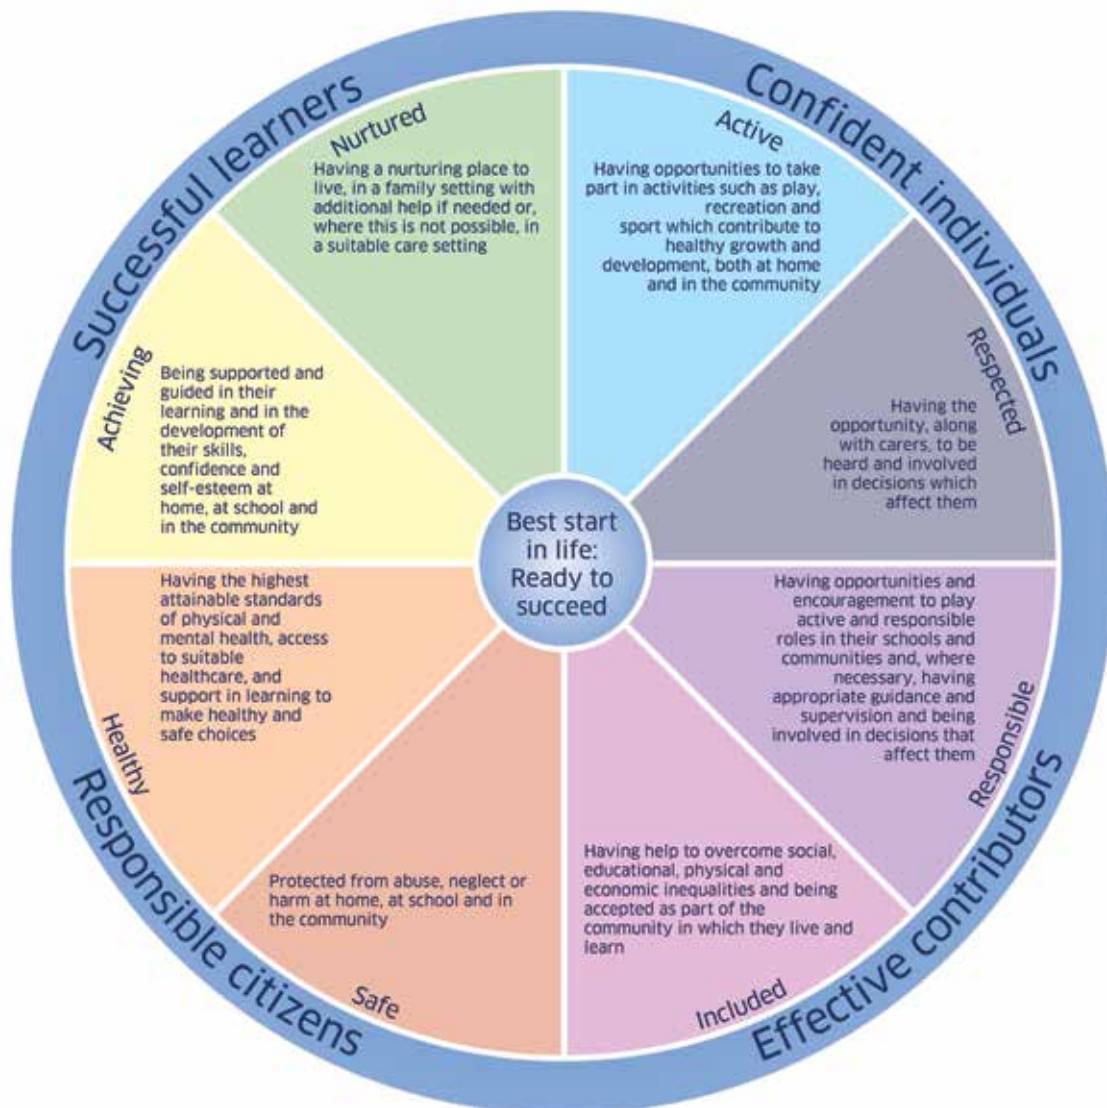 Successful learners
Confident individuals
Nurtured
Having a nurturing place to
live, in a family setting with
additional help if needed or,
where this is not possible, in
a suitable care setting
Active
Having opportunities to take
part in activities such as play,
recreation and
sport which contribute to
healthy growth and
development, both at home
and in the community
Achieving
Being supported and
guided in their
learning and in the
development of
their skills,
confidence and
self-esteem at
home, at school and
in the community
Respected
Having the
opportunity, along
with carers, to be
heard and involved
in decisions which
affect them
Best start
in life:
Ready to
succeed
Healthy
Having the highest
attainable standards
of physical and
mental health, access
to suitable
healthcare, and
support in learning to
make healthy and
safe choices
Responsible
Having opportunities and
encouragement to play
active and responsible
roles in their schools and
communities and, where
necessary, having
appropriate guidance and
supervision and being
involved in decisions that
affect them
Safe
Protected from abuse, neglect or
harm at home, at school and in
the community
Included
Having help to overcome social,
educational, physical and
economic inequalities and being
accepted as part of the
community in which they live and
learn
Responsible citizens
Effective contributors